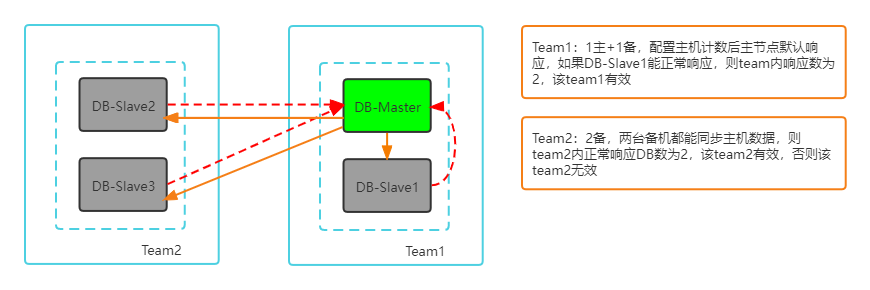 DB-Slave2
DB-Slave3
Team2
DB-Master
DB-Slave1
Team1
Team1：1主+1备，配置主机计数后主节点默认响
应，如果DB-Slave1能正常响应，则team内响应数为
2，该team1有效
Team2：2备，两台备机都能同步主机数据，则
team2内正常响应DB数为2，该team2有效，否则该
team2无效